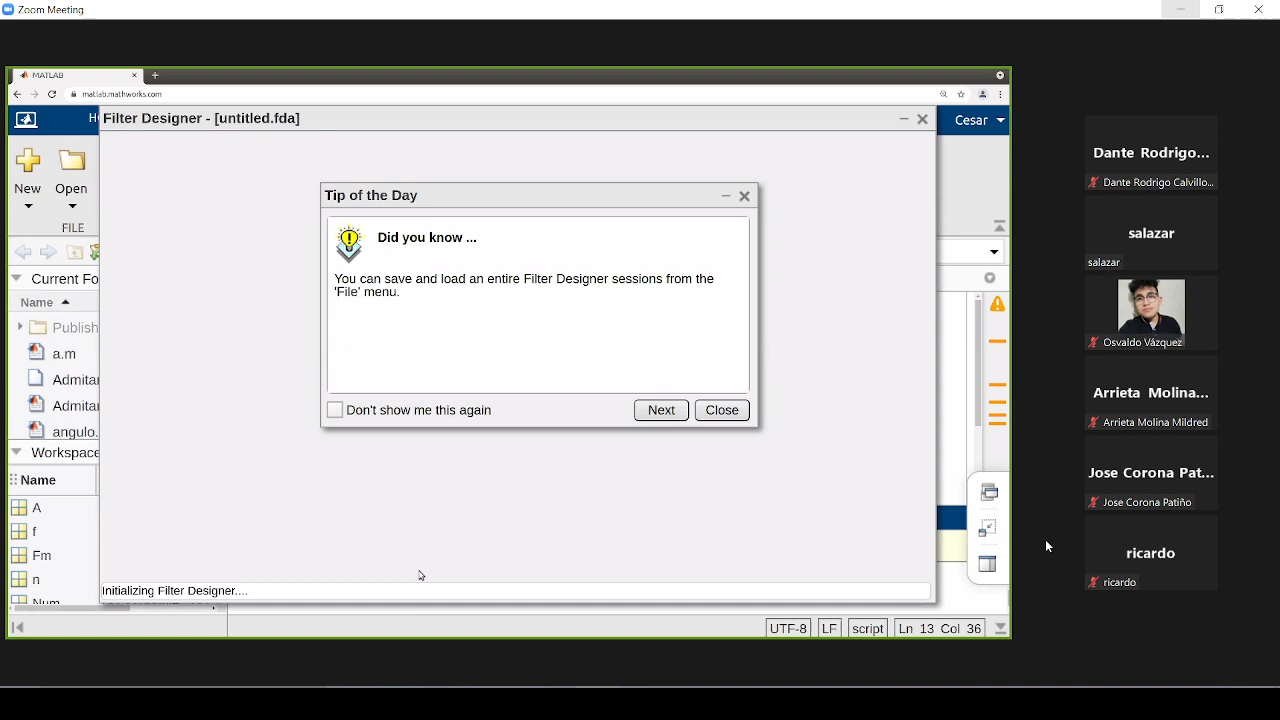 Zoom Meeting
MATLAB
matlab.mathworks.com
H
Filter Designer - [untitled.fda]
Cesar
New
Open
FILE
Tip of the Day
Did you know ...
You can save and load an entire Filter Designer sessions from the
'File' menu.
Don't show me this again
Next
Close
Current Fo
Name
Publish
a.m
Admitar
Admitar
angulo.
Workspace
Name
A
f
Fm
n
Num
Initializing Filter Designer....
UTF-8
LF
script
Ln 13 Col 36
Dante Rodrigo...
Dante Rodrigo Calvillo...
salazar
salazar
Osvaldo Vázquez
Arrieta Molina...
Arrieta Molina Mildred
Jose Corona Pat...
Jose Corona Patiño
ricardo
ricardo